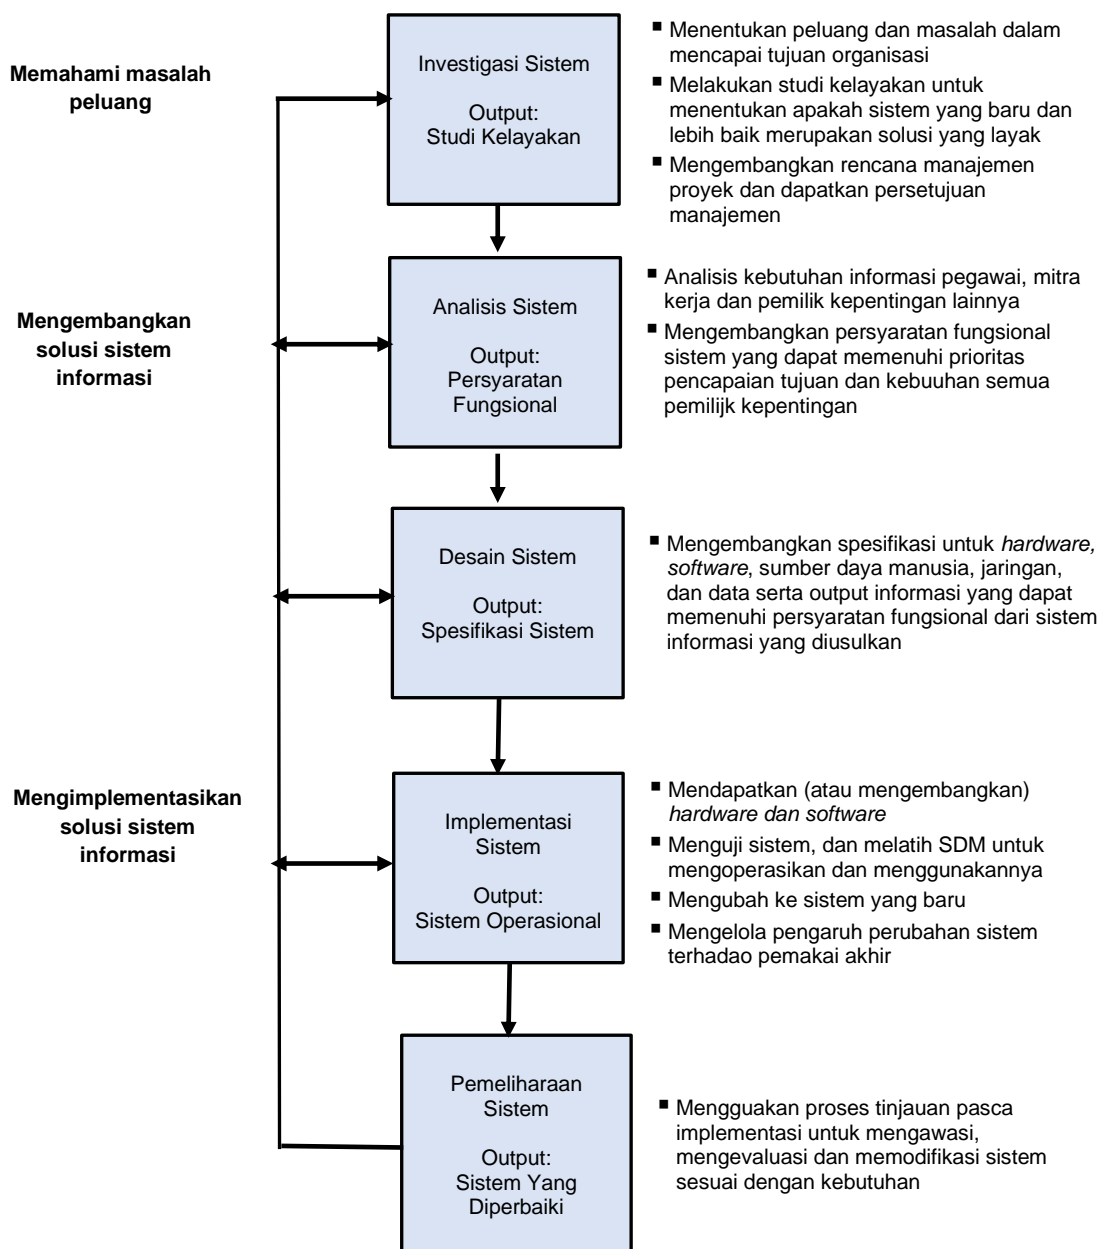 Memahami masalah
peluang
Investigasi Sistem
Output:
Studi Kelayakan
▪ Menentukan peluang dan masalah dalam
mencapai tujuan organisasi
▪ Melakukan studi kelayakan untuk
menentukan apakah sistem yang baru dan
lebih baik merupakan solusi yang layak
▪ Mengembangkan rencana manajemen
proyek dan dapatkan persetujuan
manajemen
Mengembangkan
solusi sistem
informasi
Analisis Sistem
Output:
Persyaratan
Fungsional
▪ Analisis kebutuhan informasi pegawai, mitra
kerja dan pemilik kepentingan lainnya
▪ Mengembangkan persyaratan fungsional
sistem yang dapat memenuhi prioritas
pencapaian tujuan dan kebuuhan semua
pemilijk kepentingan
Desain Sistem
Output:
Spesifikasi Sistem
▪ Mengembangkan spesifikasi untuk hardware,
software, sumber daya manusia, jaringan,
dan data serta output informasi yang dapat
memenuhi persyaratan fungsional dari sistem
informasi yang diusulkan
Mengimplementasikan
solusi sistem
informasi
Implementasi
Sistem
Output:
Sistem Operasional
▪ Mendapatkan (atau mengembangkan)
hardware dan software
▪ Menguji sistem, dan melatih SDM untuk
mengoperasikan dan menggunakannya
▪ Mengubah ke sistem yang baru
▪ Mengelola pengaruh perubahan sistem
terhadao pemakai akhir
Pemeliharaan
Sistem
Output:
Sistem Yang
Diperbaiki
▪ Mengguakan proses tinjauan pasca
implementasi untuk mengawasi,
mengevaluasi dan memodifikasi sistem
sesuai dengan kebutuhan